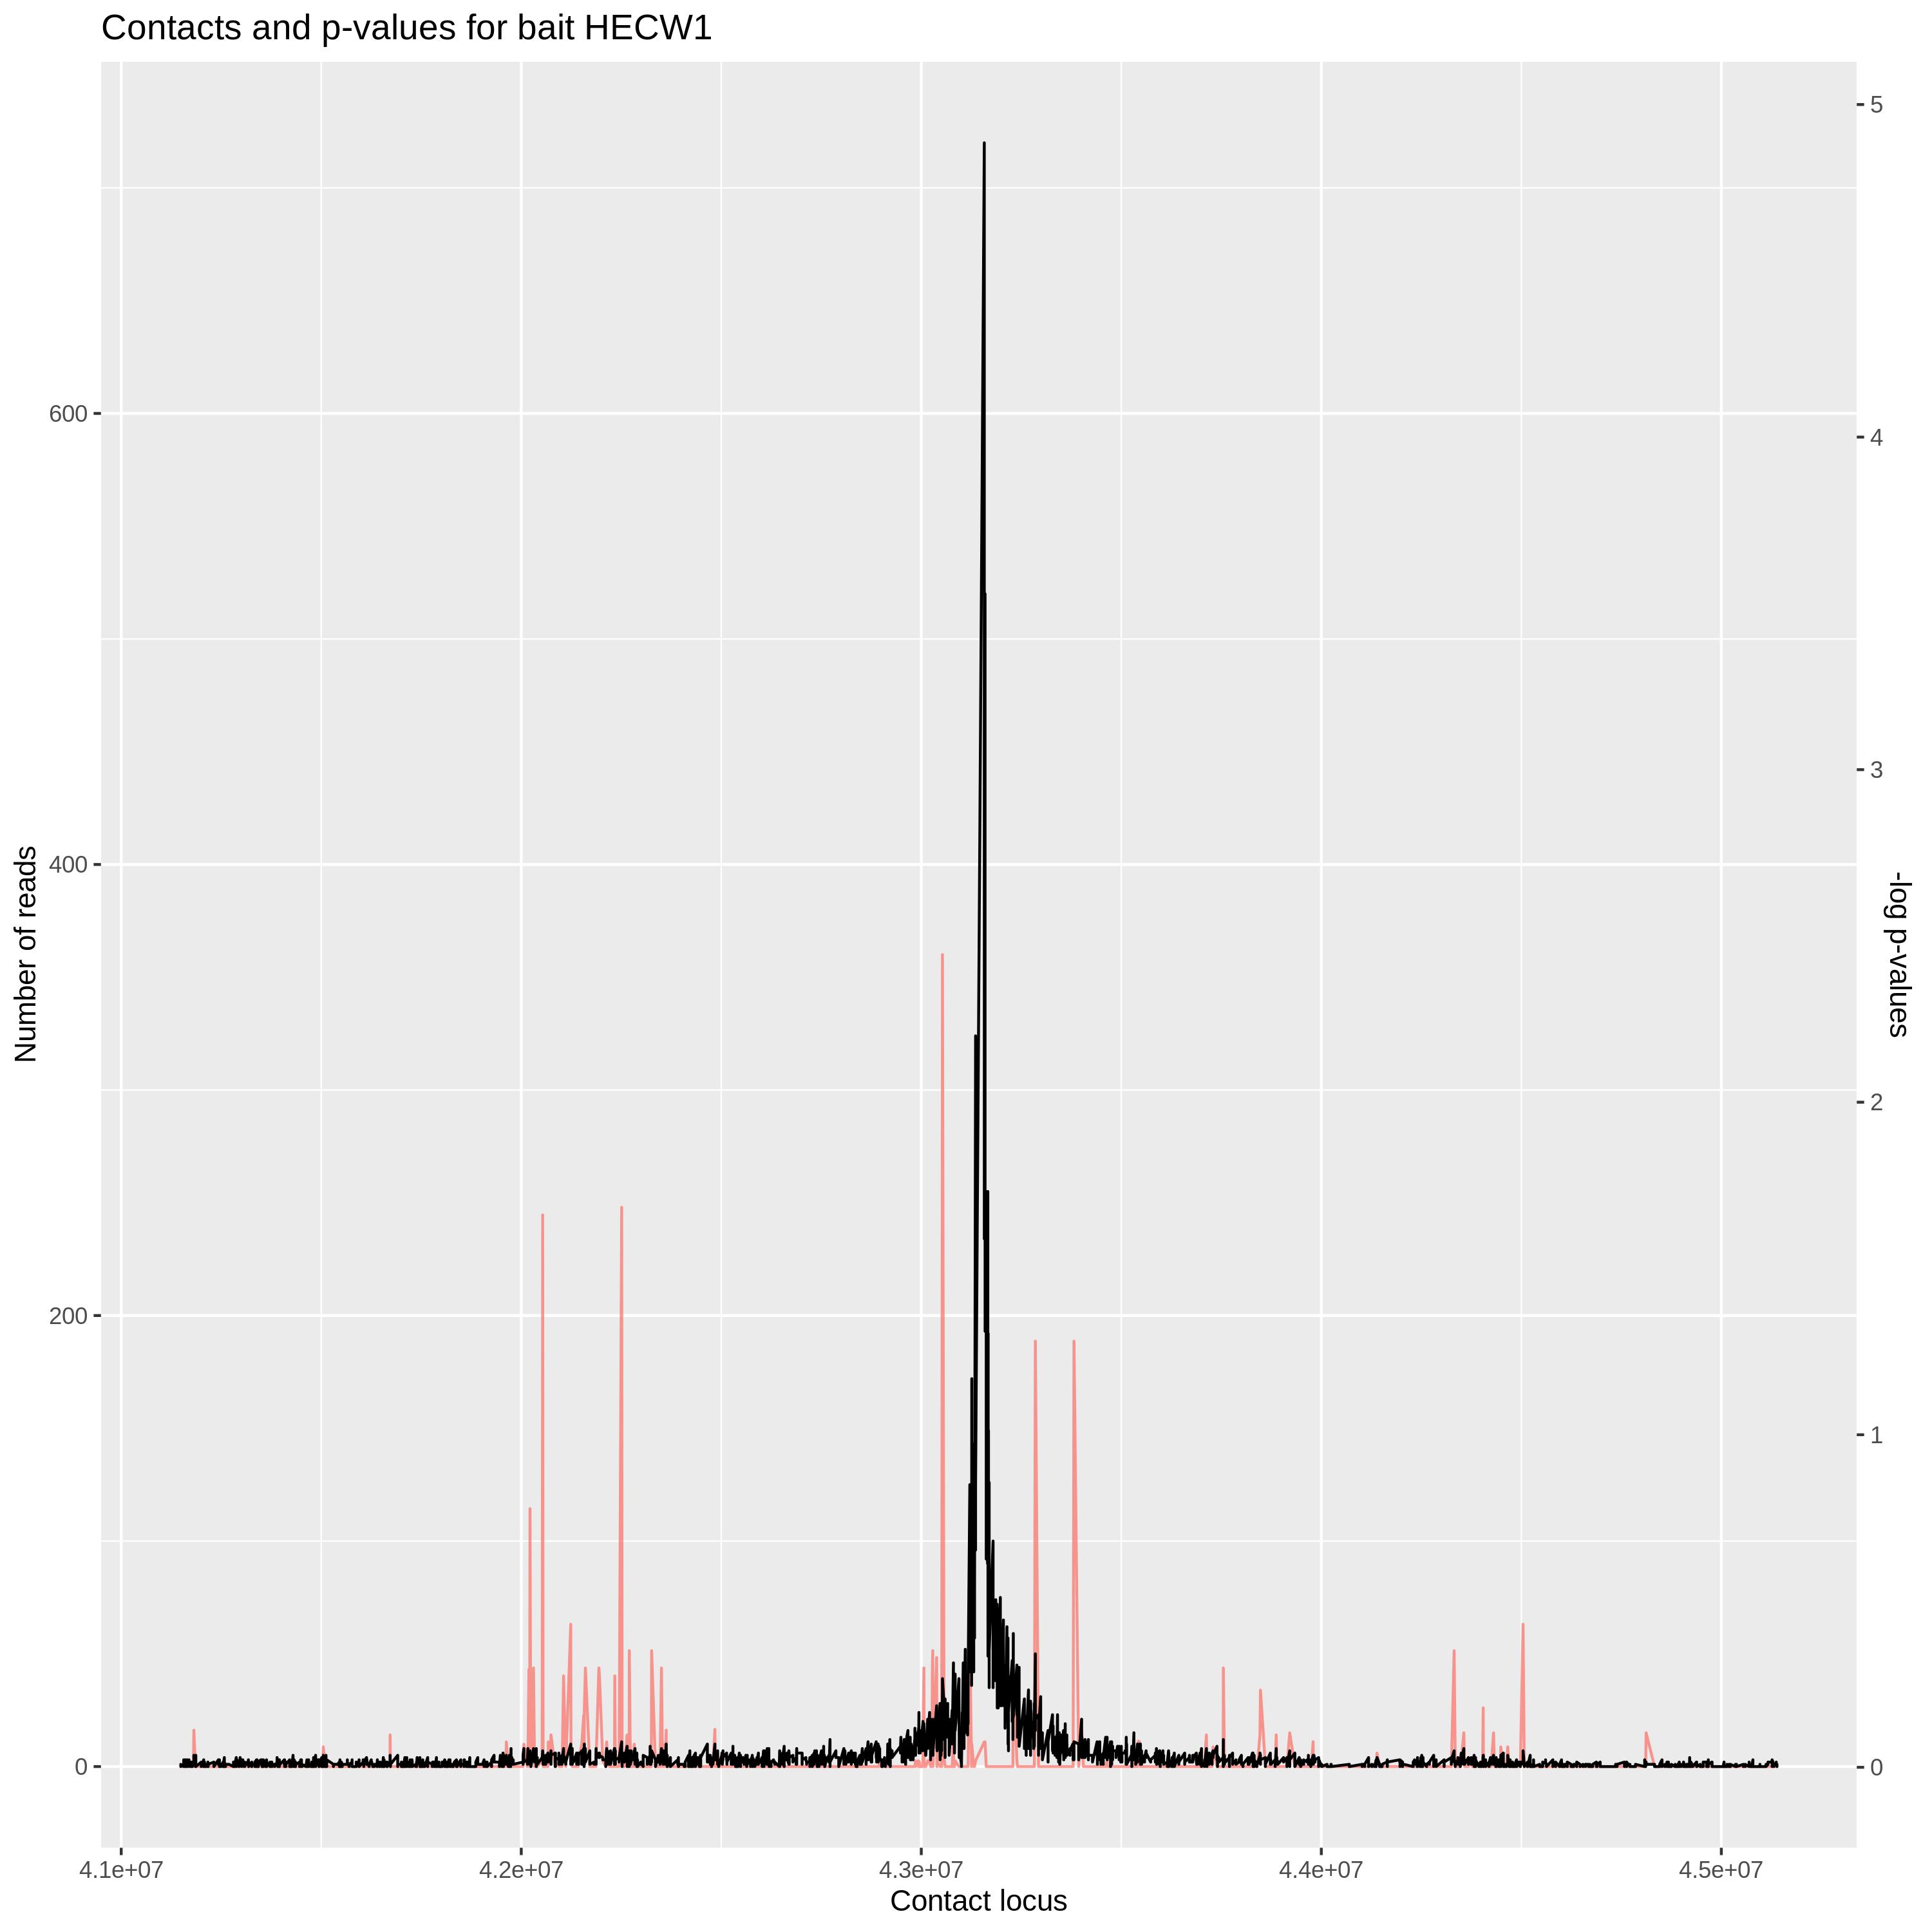 Contacts and p-values for bait HECW1
Number of reads
600
400
200
0
5
4
3
2
1
0
-log p-values
4.1e+07 4.2e+07 4.3e+07 4.4e+07 4.5e+07
Contact locus